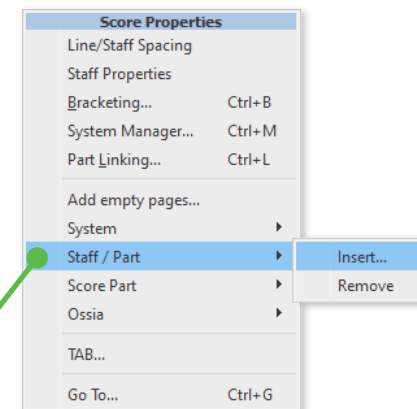 Score Properties
Line/Staff Spacing
Staff Properties
Bracketing... Ctrl+B
System Manager... Ctrl+M
Part Linking... Ctrl+L
Add empty pages...
System
Staff / Part Insert...
Score Part Remove
Ossia
TAB...
Go To... Ctrl+G